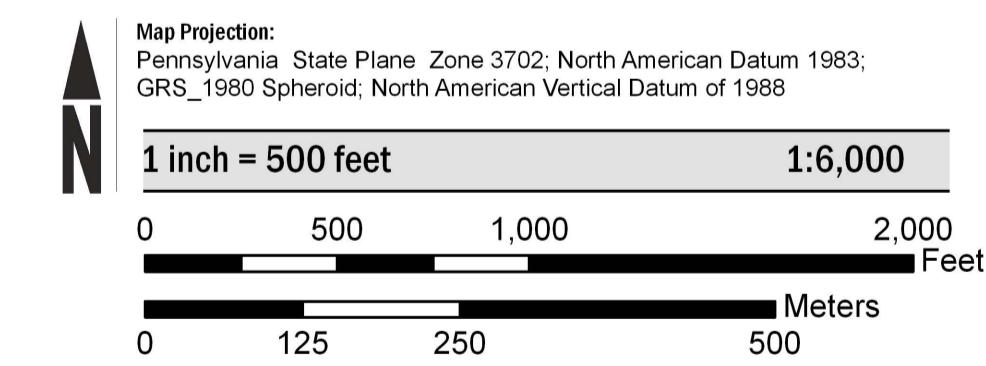 N
Map Projection:
Pennsylvania State Plane Zone 3702; North American Datum 1983;
GRS_1980 Spheroid; North American Vertical Datum of 1988
1 inch = 500 feet 1:6,000
0 500 1,000 2,000
Feet
Meters
0 125 250 500